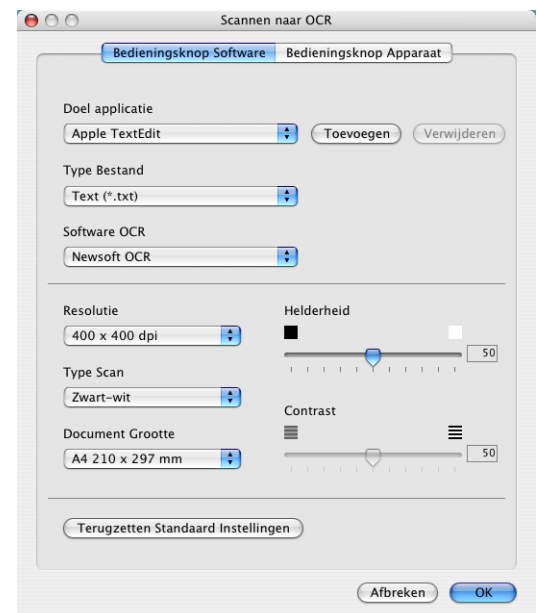 Scannen naar OCR
Bedieningsknop Software Bedieningsknop Apparaat
Doel applicatie
Apple TextEdit Toevoegen Verwijderen
Type Bestand
Text (*.txt)
Software OCR
Newsoft OCR
Resolutie Helderheid
400 x 400 dpi
50
Type Scan
Zwart-wit
Contrast
Document Grootte
A4 210 x 297 mm 50
Terugzetten Standaard Instellingen
Afbreken OK